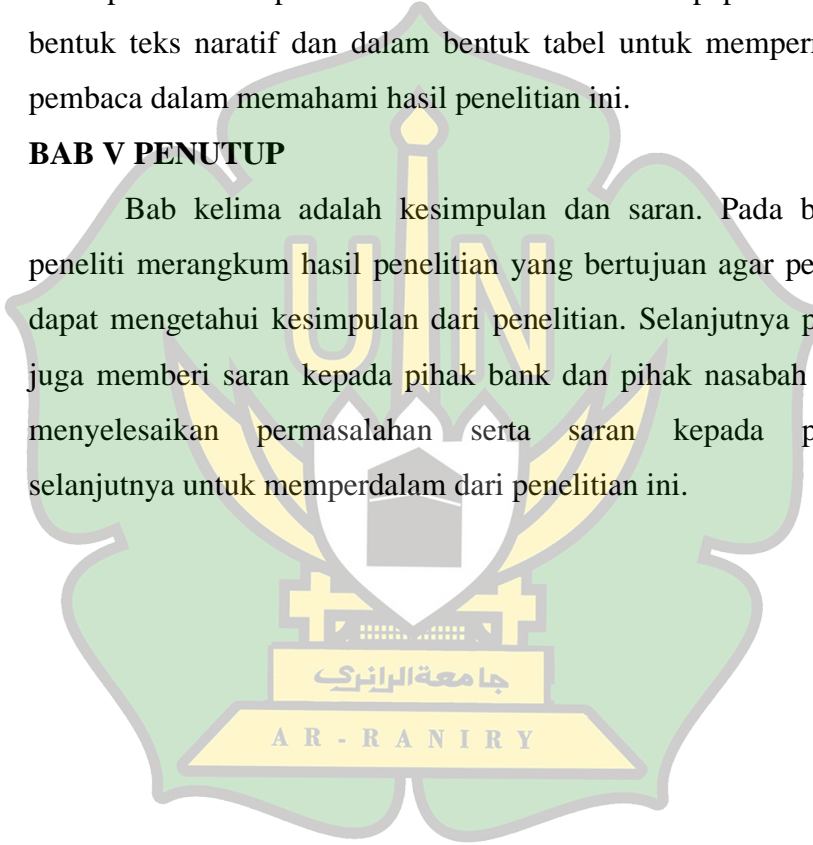 bentuk teks naratif dan dalam bentuk tabel untuk
pembaca dalam memahami hasil penelitian ini.
BAB V PENUTUP
Bab kelima adalah kesimpulan dan saran. Pada
peneliti merangkum hasil penelitian yang bertujuan agar
dapat mengetahui kesimpulan dari penelitian. Selanjutnya
juga memberi saran kepada pihak bank dan pihak nasabah
menyelesaikan permasalahan serta saran kepada
selanjutnya untuk memperdalam dari penelitian ini.
UIN
جامعة الرانري
AR-RANIRY